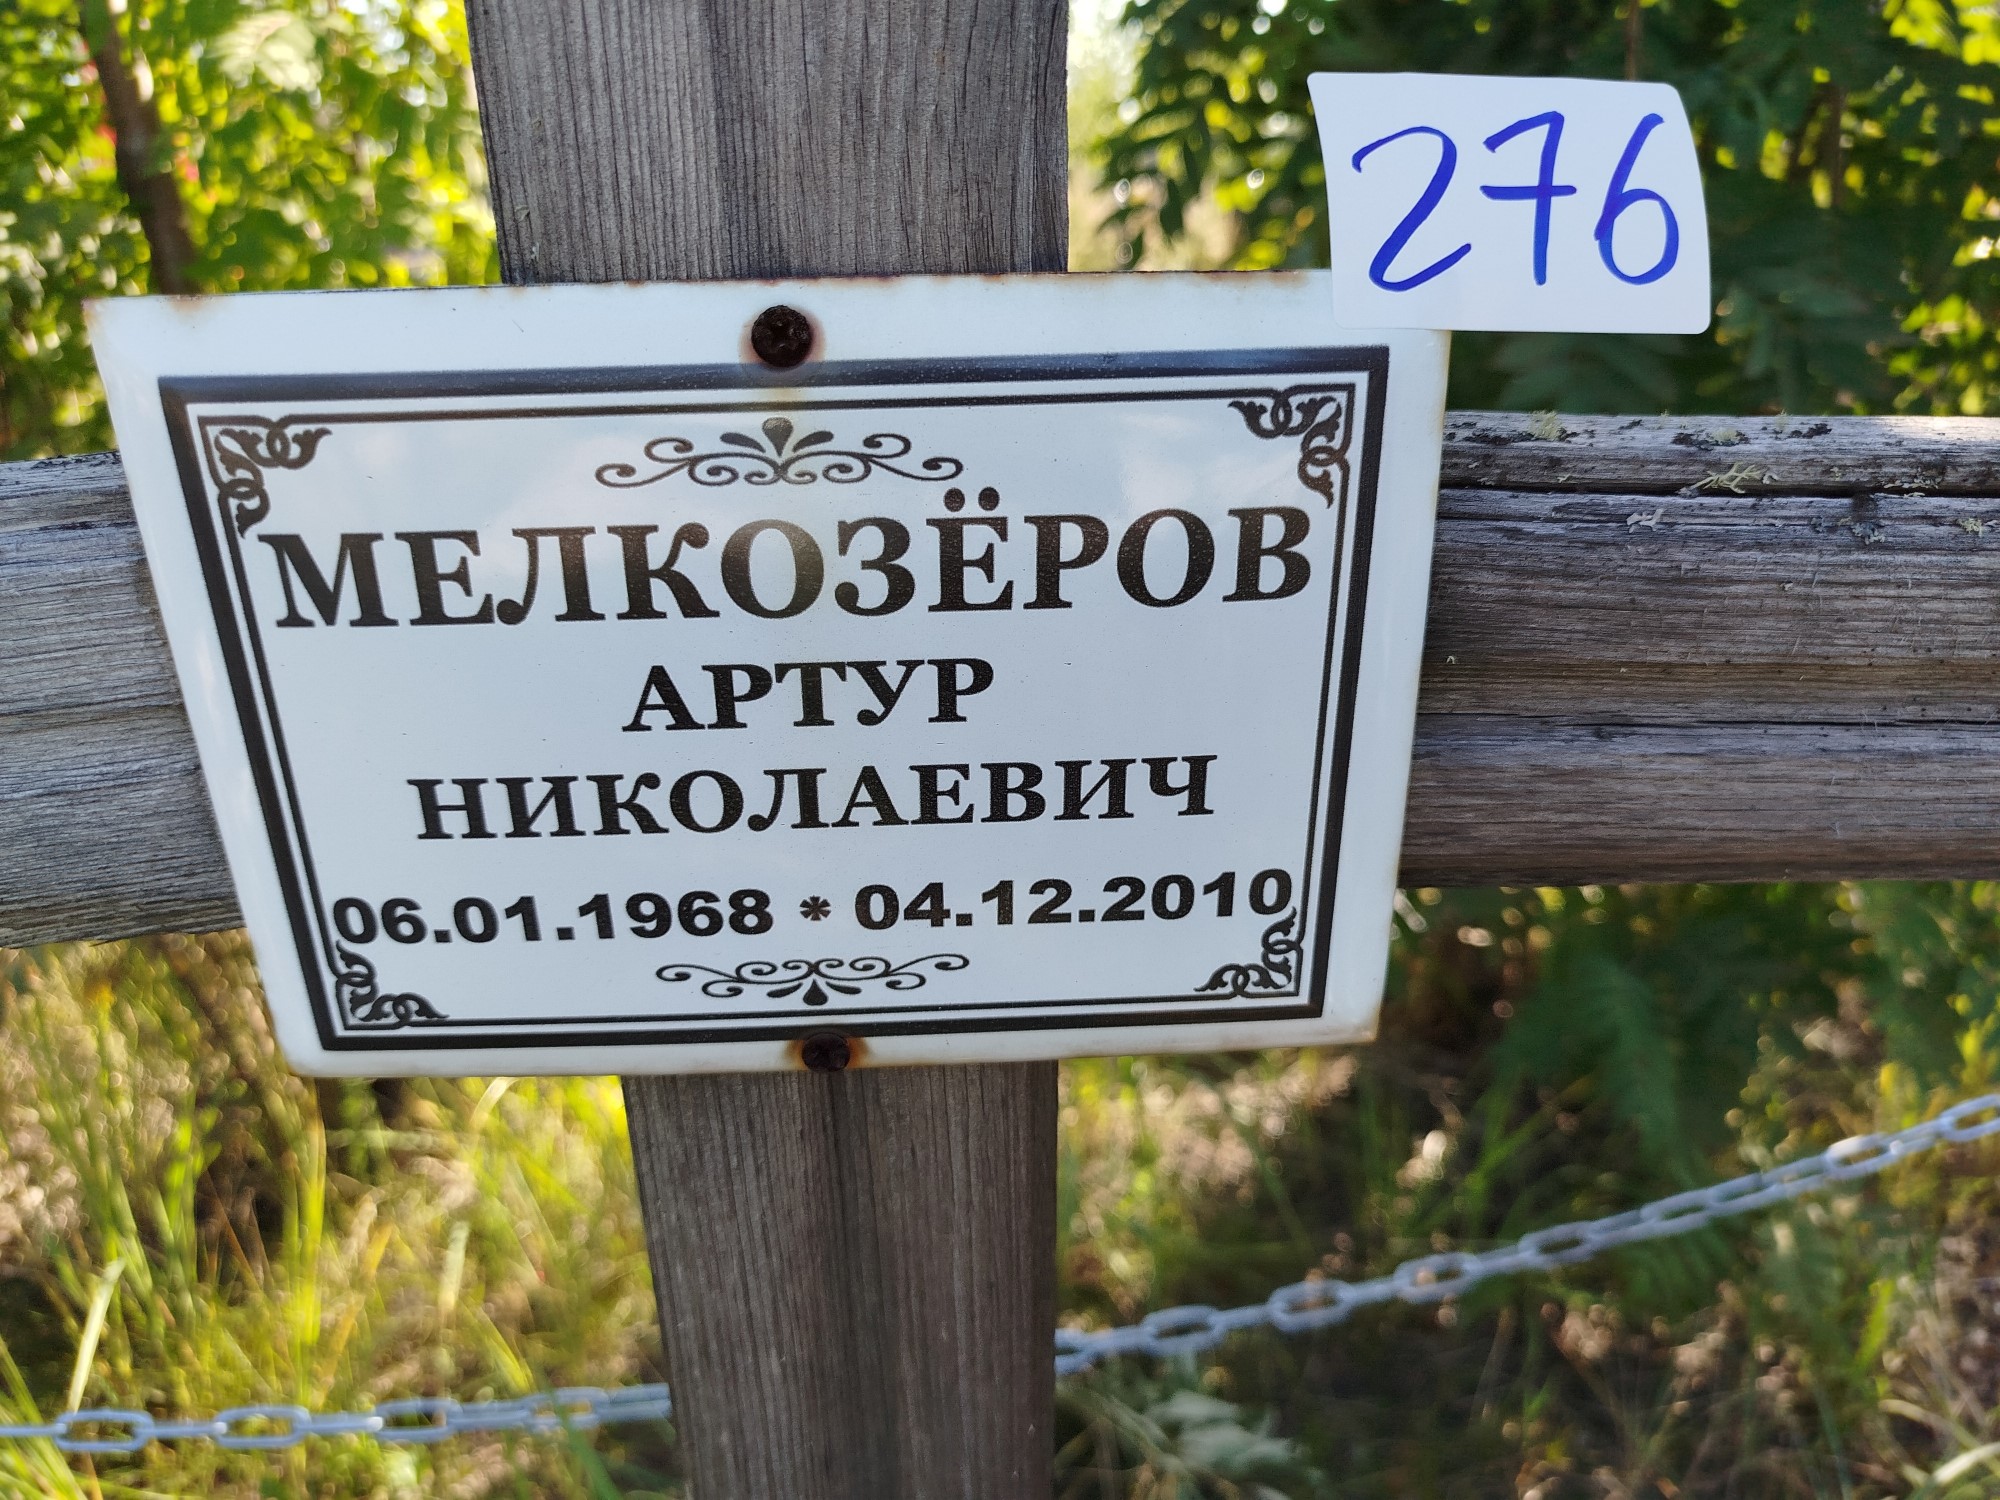 276
МЕЛКОЗЁРОВ
АРТУР
НИКОЛАЕВИЧ
06.01.1968 * 04.12.2010